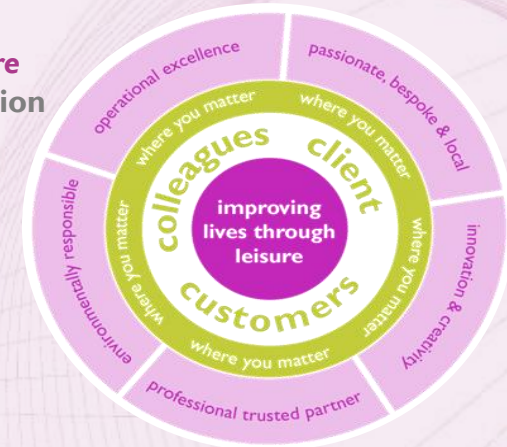 re
ion
operational excellence
passionate, bespoke & local
innovation & creativity
professional trusted partner
environmentally responsible
where you matter
where you matter
where you matter
where you matter
where you matter
colleagues
client
customers
improving
lives through
leisure